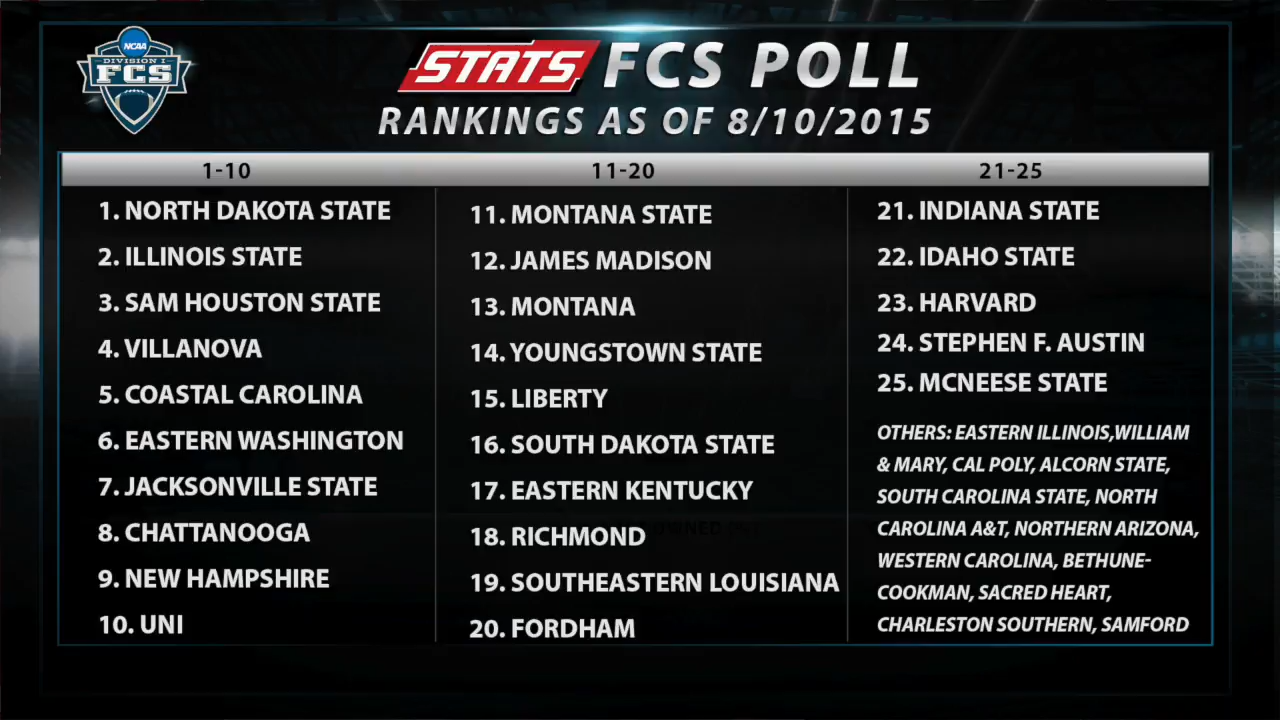 NCAA
DIVISION I
FCS
STATS FCS POLL
RANKINGS AS OF 8/10/2015
1-10
1. NORTH DAKOTA STATE
2. ILLINOIS STATE
3. SAM HOUSTON STATE
4. VILLANOVA
5. COASTAL CAROLINA
6. EASTERN WASHINGTON
7. JACKSONVILLE STATE
8. CHATTANOOGA
9. NEW HAMPSHIRE
10. UNI
11-20
11. MONTANA STATE
12. JAMES MADISON
13. MONTANA
14. YOUNGSTOWN STATE
15. LIBERTY
16. SOUTH DAKOTA STATE
17. EASTERN KENTUCKY
18. RICHMOND
19. SOUTHEASTERN LOUISIANA
20. FORDHAM
21-25
21. INDIANA STATE
22. IDAHO STATE
23. HARVARD
24. STEPHEN F. AUSTIN
25. MCNEESE STATE
OTHERS: EASTERN ILLINOIS,WILLIAM
& MARY, CAL POLY, ALCORN STATE,
SOUTH CAROLINA STATE, NORTH
CAROLINA A&T, NORTHERN ARIZONA,
WESTERN CAROLINA, BETHUNE-
COOKMAN, SACRED HEART,
CHARLESTON SOUTHERN, SAMFORD